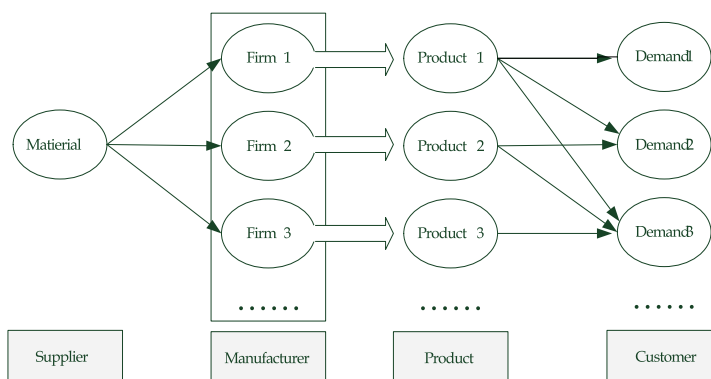 Firm 1
Product 1
Demand1
Matierial
Firm 2
Product 2
Demand2
Firm 3
Product 3
Demand3
......
......
......
Supplier
Manufacturer
Product
Customer